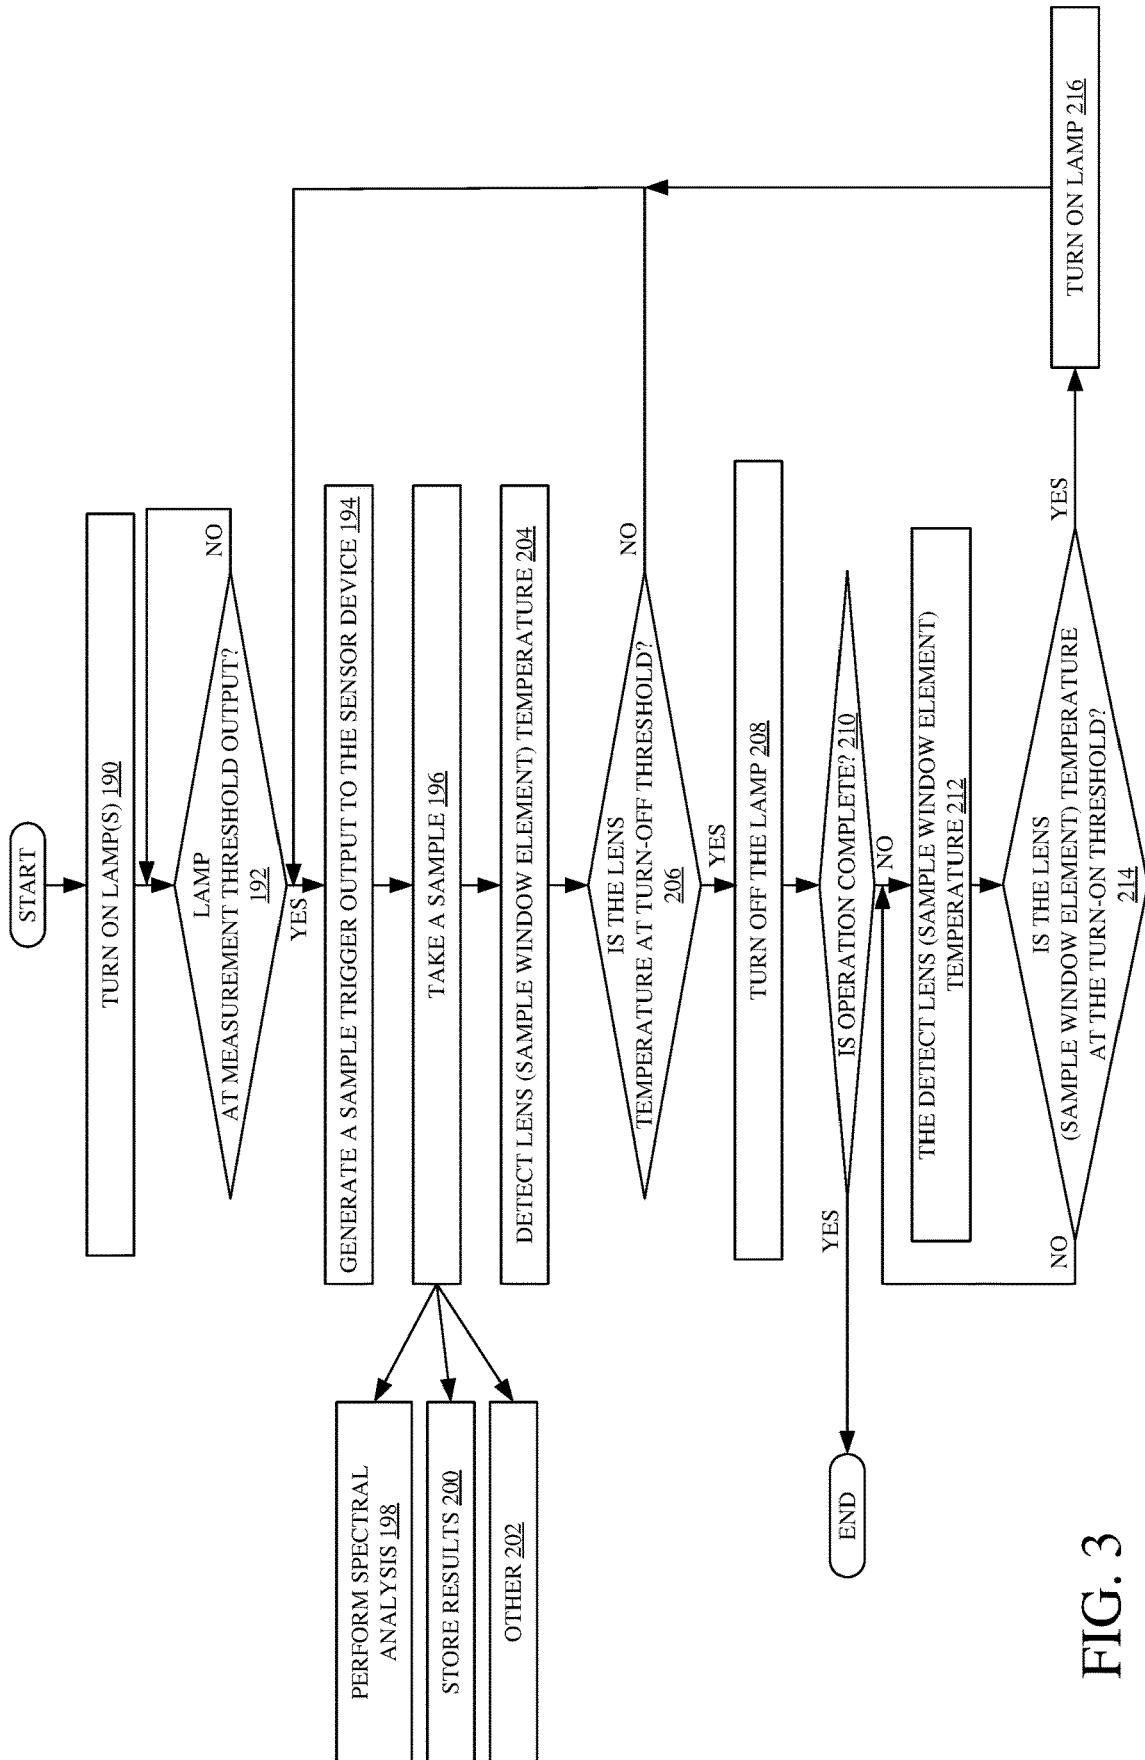 START
TURN ON LAMP(S) 190
LAMP
AT MEASUREMENT THRESHOLD OUTPUT?
192
NO
YES
GENERATE A SAMPLE TRIGGER OUTPUT TO THE SENSOR DEVICE 194
TAKE A SAMPLE 196
PERFORM SPECTRAL
ANALYSIS 198
STORE RESULTS 200
OTHER 202
DETECT LENS (SAMPLE WINDOW ELEMENT) TEMPERATURE 204
IS THE LENS
TEMPERATURE AT TURN-OFF THRESHOLD?
206
NO
YES
TURN OFF THE LAMP 208
IS OPERATION COMPLETE? 210
YES
END
NO
THE DETECT LENS (SAMPLE WINDOW ELEMENT)
TEMPERATURE 212
IS THE LENS
(SAMPLE WINDOW ELEMENT) TEMPERATURE
AT THE TURN-ON THRESHOLD?
214
NO
YES
TURN ON LAMP 216
FIG. 3